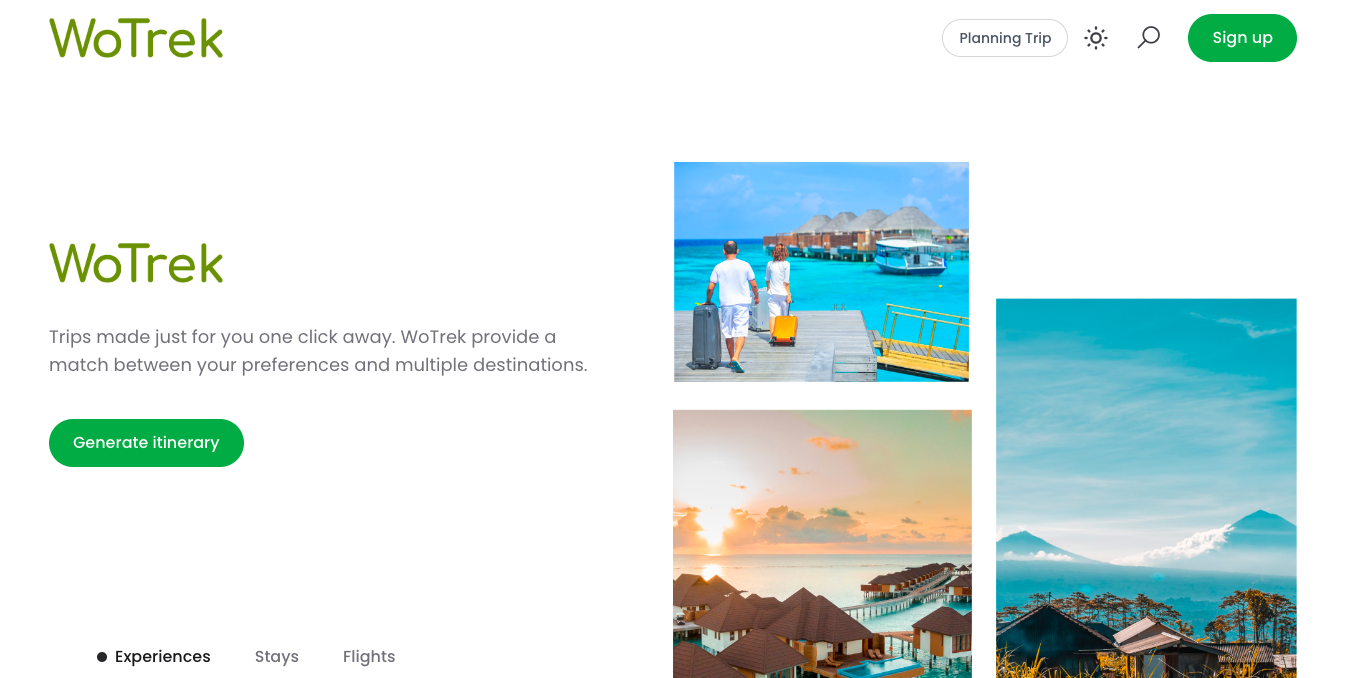 WoTrek
Planning Trip
Sign up
WoTrek
Trips made just for you one click away. WoTrek provide a
match between your preferences and multiple destinations.
Generate itinerary
Experiences
Stays
Flights